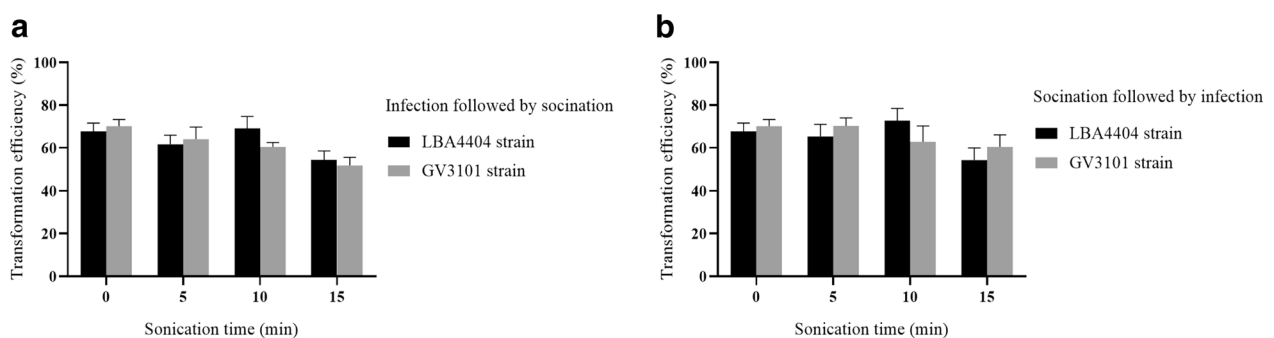 a
Transformation efficiency (%)
100
80
60
40
20
0
0 5 10 15
Sonication time (min)
Infection followed by socination
LBA4404 strain
GV3101 strain
b
Transformation efficiency (%)
100
80
60
40
20
0
0 5 10 15
Sonication time (min)
Socination followed by infection
LBA4404 strain
GV3101 strain